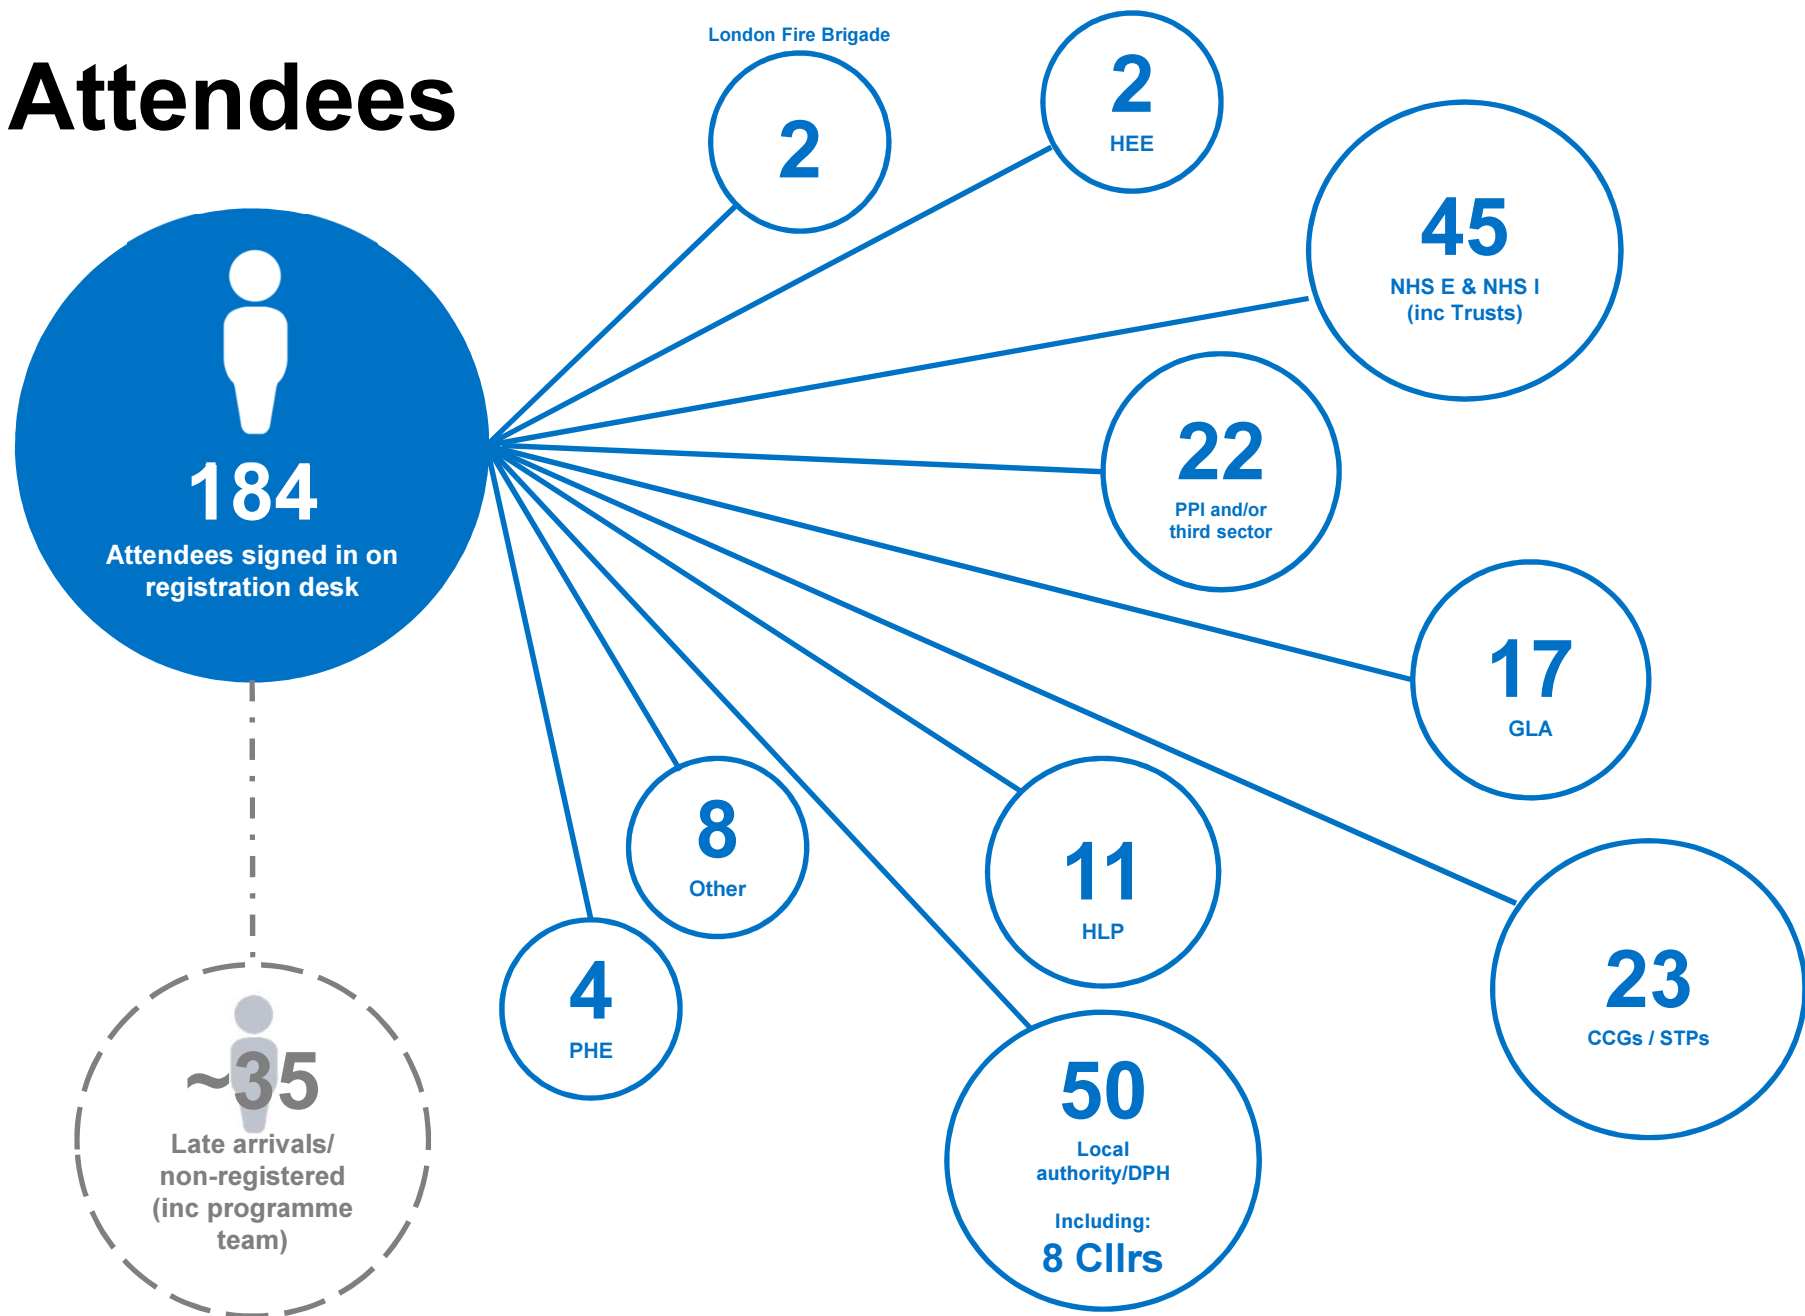 Attendees
London Fire Brigade
2
2
HEE
45
NHS E & NHS I
(inc Trusts)
22
PPI and/or
third sector
184
Attendees signed in on
registration desk
17
GLA
8
Other
11
HLP
23
CCGs / STPs
4
PHE
50
Local
authority/DPH
Including:
8 Cllrs
~35
Late arrivals/
non-registered
(inc programme
team)